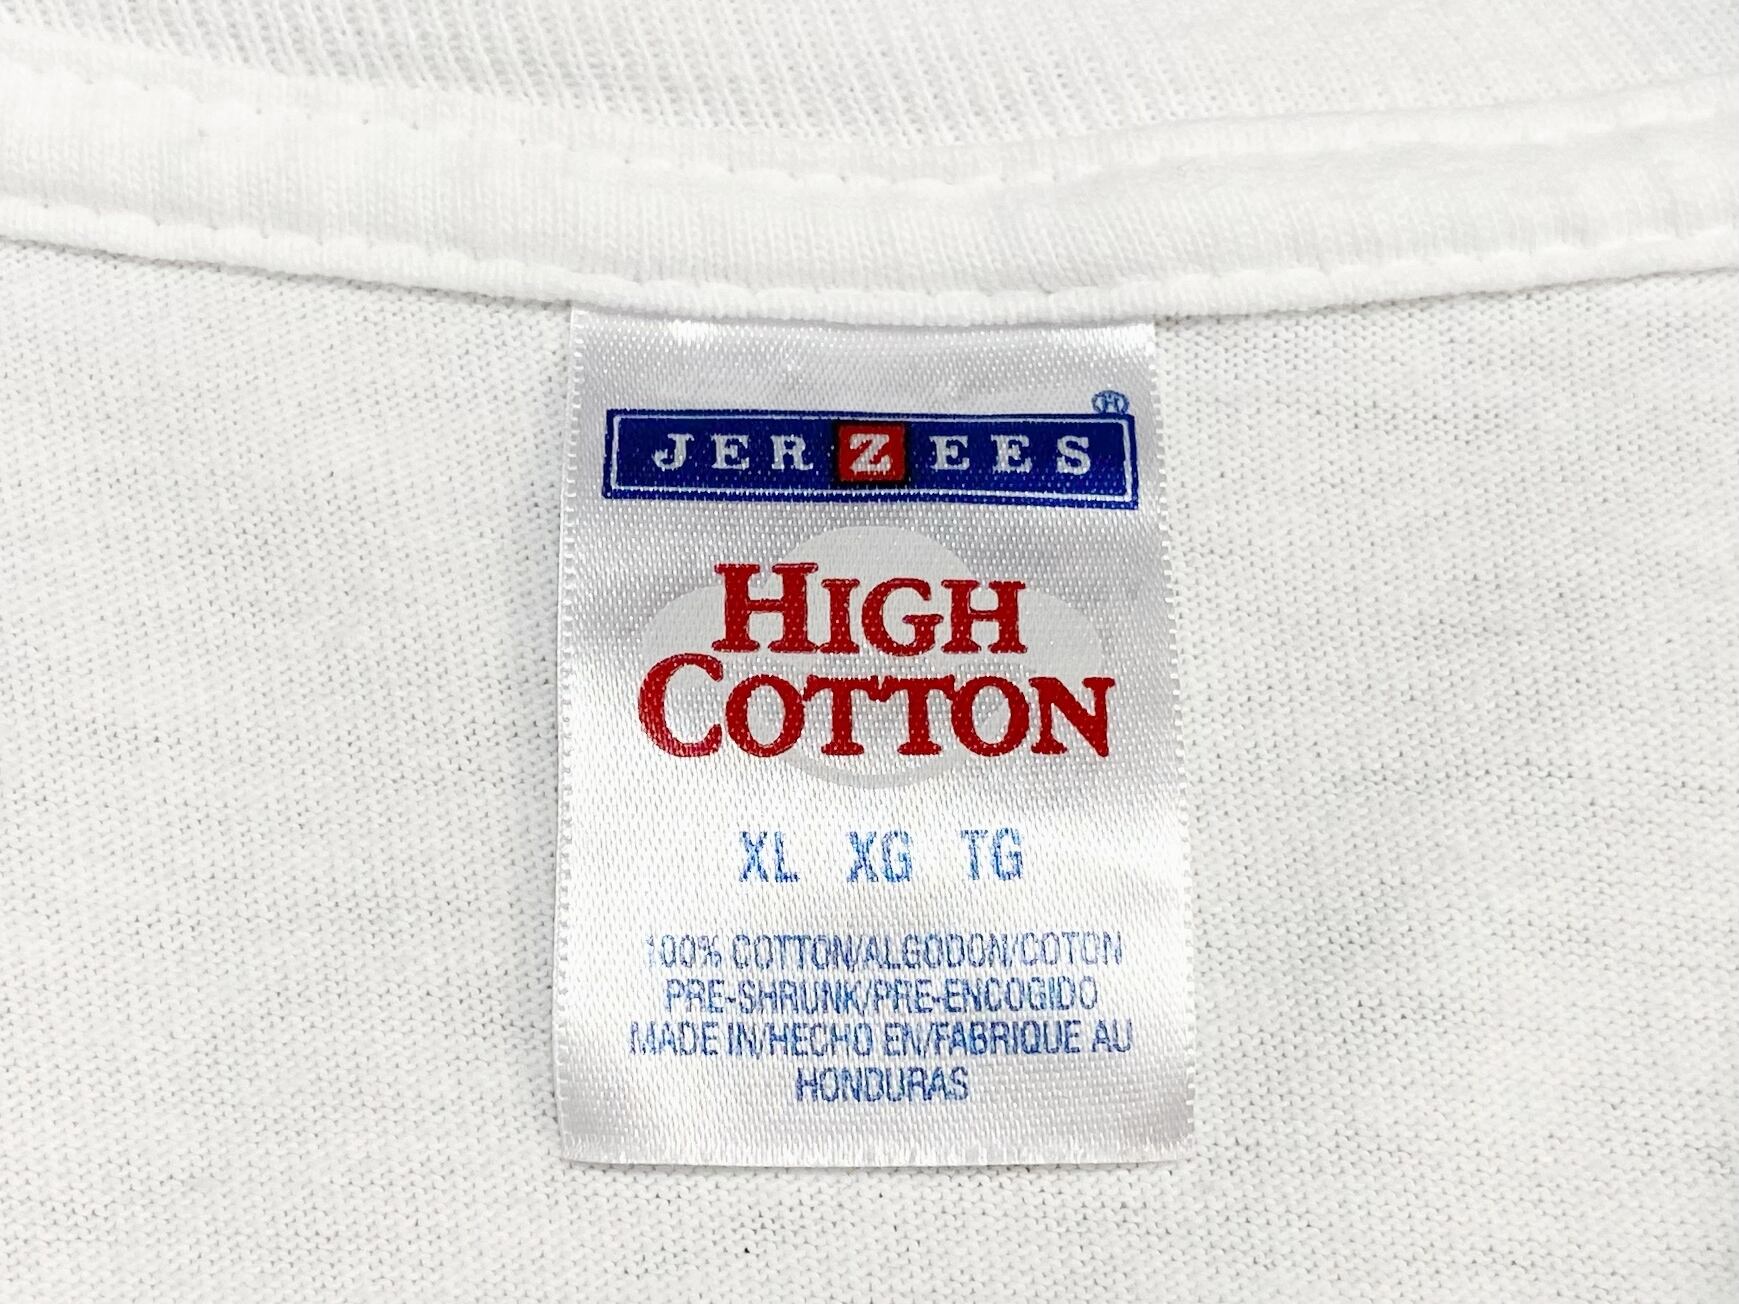 JERZEES®
HIGH
COTTON
XL XG TG
100% COTTON/ALGODON/COTON
PRE-SHRUNK/PRE-ENCOGIDO
MADE IN/HECHO EN/FABRIQUE AU
HONDURAS